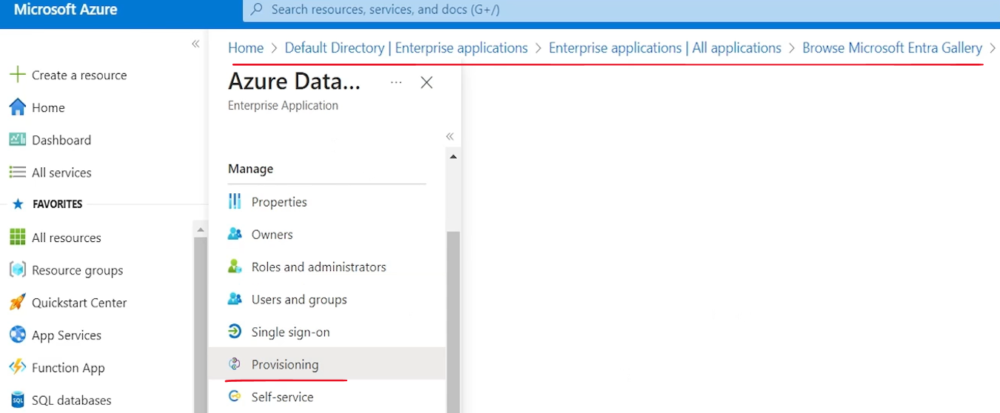 Microsoft Azure
Search resources, services, and docs (G+/)
Home > Default Directory | Enterprise applications > Enterprise applications | All applications > Browse Microsoft Entra Gallery >
Create a resource
Home
Dashboard
All services
FAVORITES
All resources
Resource groups
Quickstart Center
App Services
Function App
SQL databases
Azure Data...
Enterprise Application
Manage
Properties
Owners
Roles and administrators
Users and groups
Single sign-on
Provisioning
Self-service